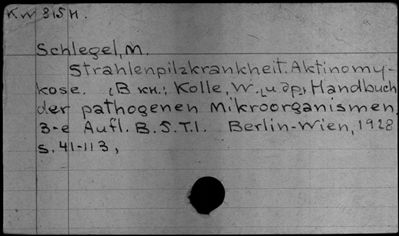 KW 315 H.
Schlegel, M.
Strahlenpilzkrankheit. Aktinomy-
kose. (В кн.: Kolle, W. [и др.] Handbuch
der pathogenen Mikroorganismen.
3-e Aufl. B.5.T.1. Berlin-Wien, 1928
s. 41-113,